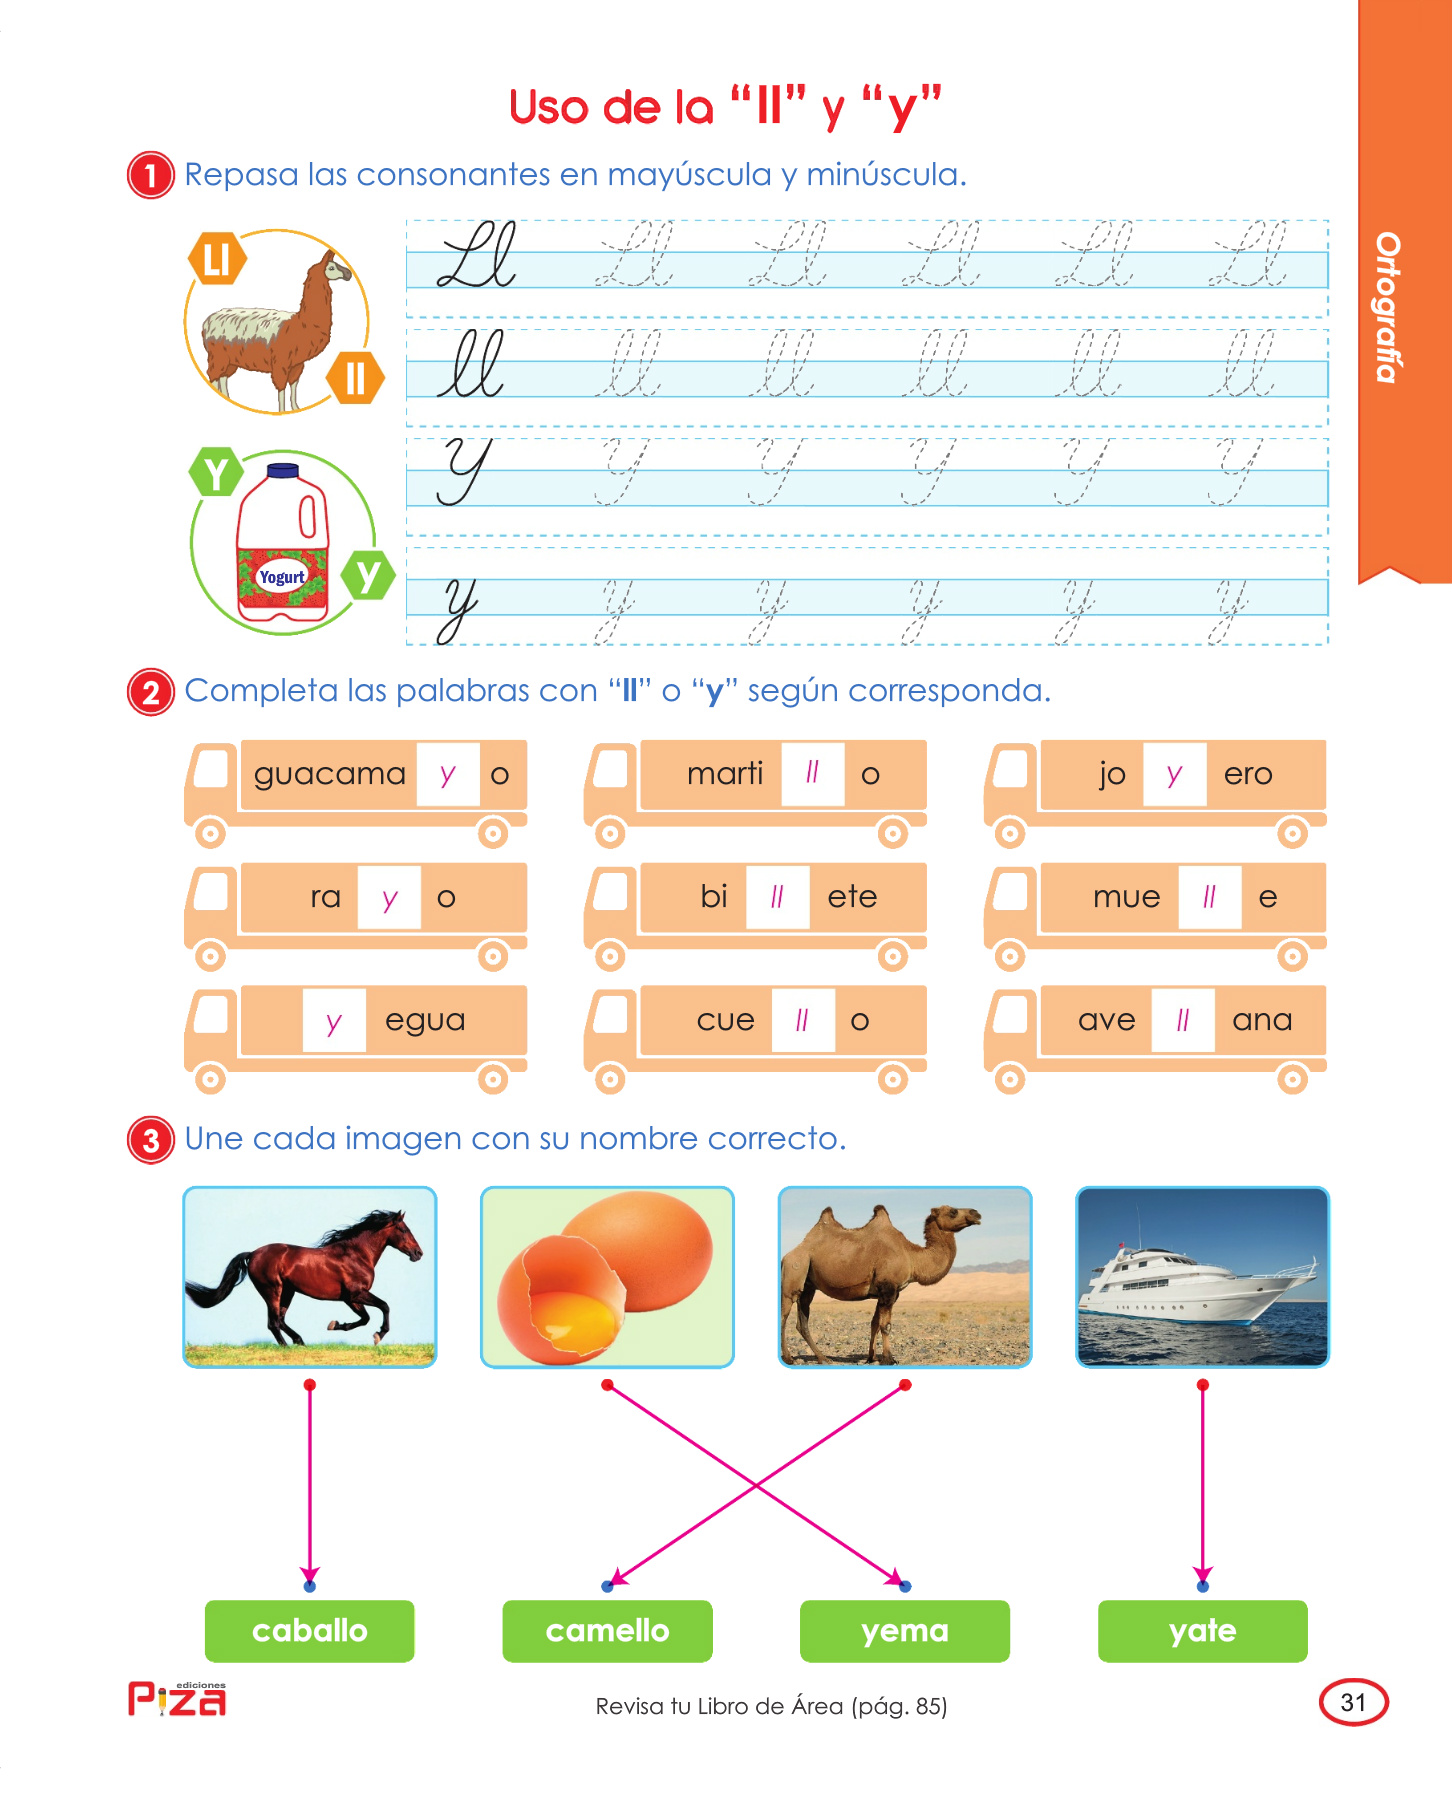 Uso de la “ll” y “y”
Ortografía
1 Repasa las consonantes en mayúscula y minúscula.
Ll
ll
Ll Ll Ll Ll Ll Ll
ll ll ll ll ll ll
Y
y
Yogurt
Y Y Y Y Y Y
y y y y y y
2 Completa las palabras con “ll” o “y” según corresponda.
guacama y o
marti ll o
jo y ero
ra y o
bi ll ete
mue ll e
y egua
cue ll o
ave ll ana
3 Une cada imagen con su nombre correcto.
caballo
camello
yema
yate
ediciones
Piza
Revisa tu Libro de Área (pág. 85)
31